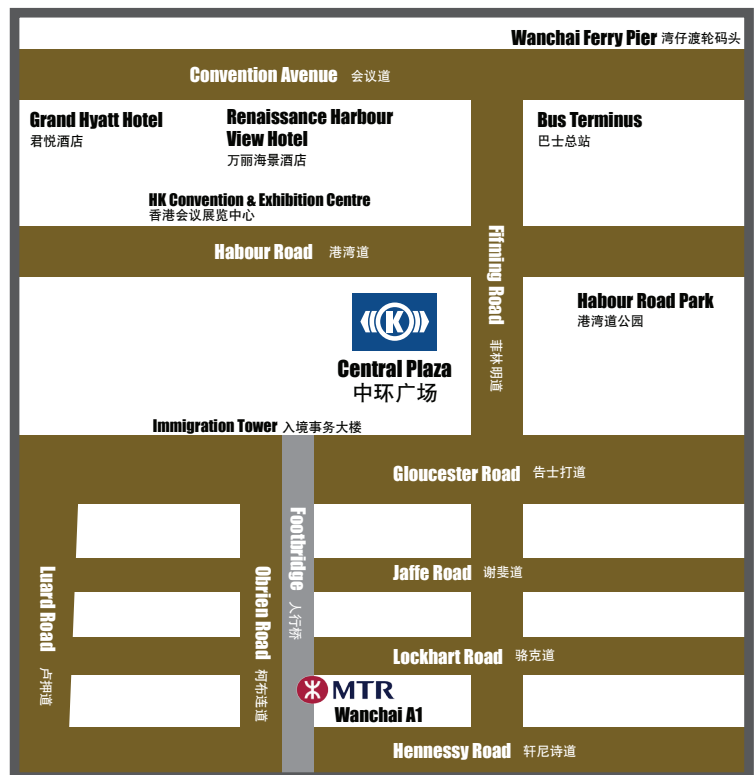 Wanchai Ferry Pier 湾仔渡轮码头
Convention Avenue 会议道
Grand Hyatt Hotel
君悦酒店
Renaissance Harbour
View Hotel
万丽海景酒店
Bus Terminus
巴士总站
HK Convention & Exhibition Centre
香港会议展览中心
Habour Road 港湾道
Fifming Road 菲林明道
K
Central Plaza
中环广场
Habour Road Park
港湾道公园
Immigration Tower 入境事务大楼
Gloucester Road 告士打道
Footbridge 人行桥
Luard Road 卢押道
Obrien Road 柯布连道
Jaffe Road 谢斐道
Lockhart Road 骆克道
MTR
Wanchai A1
Hennessy Road 轩尼诗道